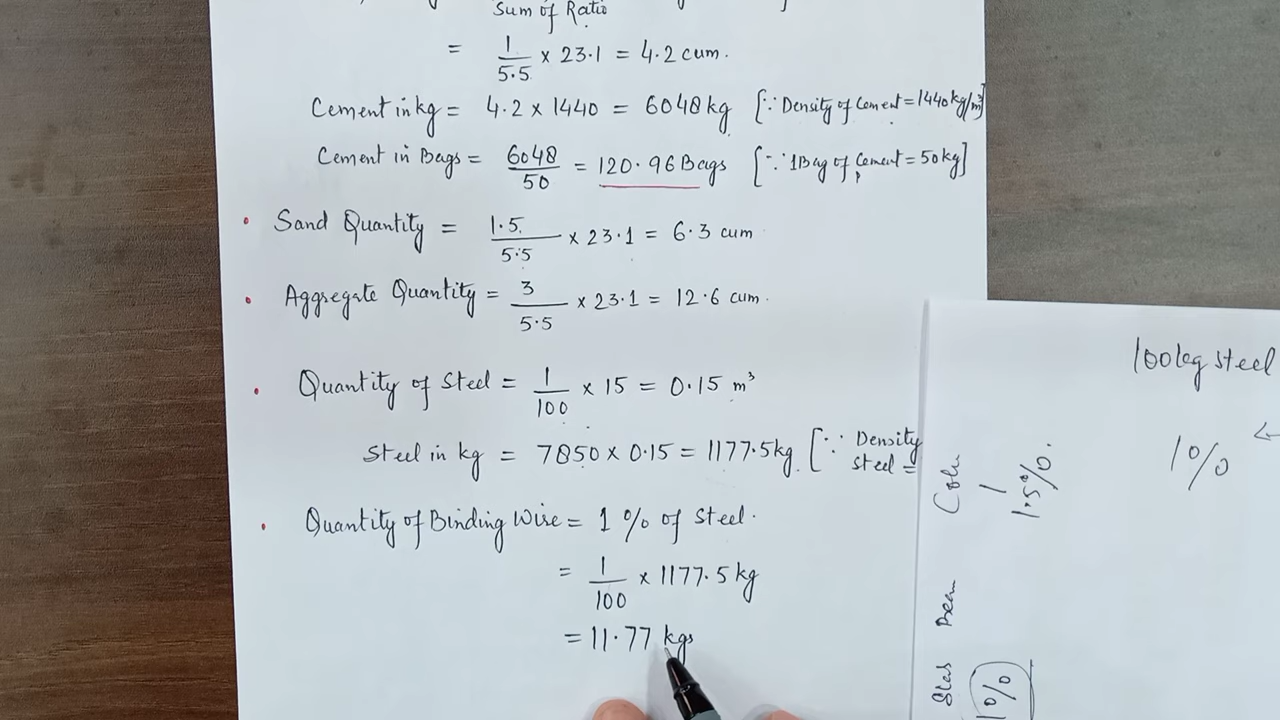 Sum of Ratio
= 1/5.5 × 23.1 = 4.2 cum.
Cement in kg = 4.2 × 1440 = 6048 kg [∵ Density of Cement = 1440 kg/m³]
Cement in Bags = 6048/50 = 120.96 Bags [∵ 1 Bag of Cement = 50 kg]
• Sand Quantity = 1.5/5.5 × 23.1 = 6.3 cum
• Aggregate Quantity = 3/5.5 × 23.1 = 12.6 cum.
• Quantity of Steel = 1/100 × 15 = 0.15 m³
Steel in kg = 7850 × 0.15 = 1177.5 kg. [∵ Density
steel =
• Quantity of Binding Wire = 1 % of Steel.
= 1/100 × 1177.5 kg
= 11.77 kgs
100 kg steel
1%
←
1
1.5%.
Slab
1%